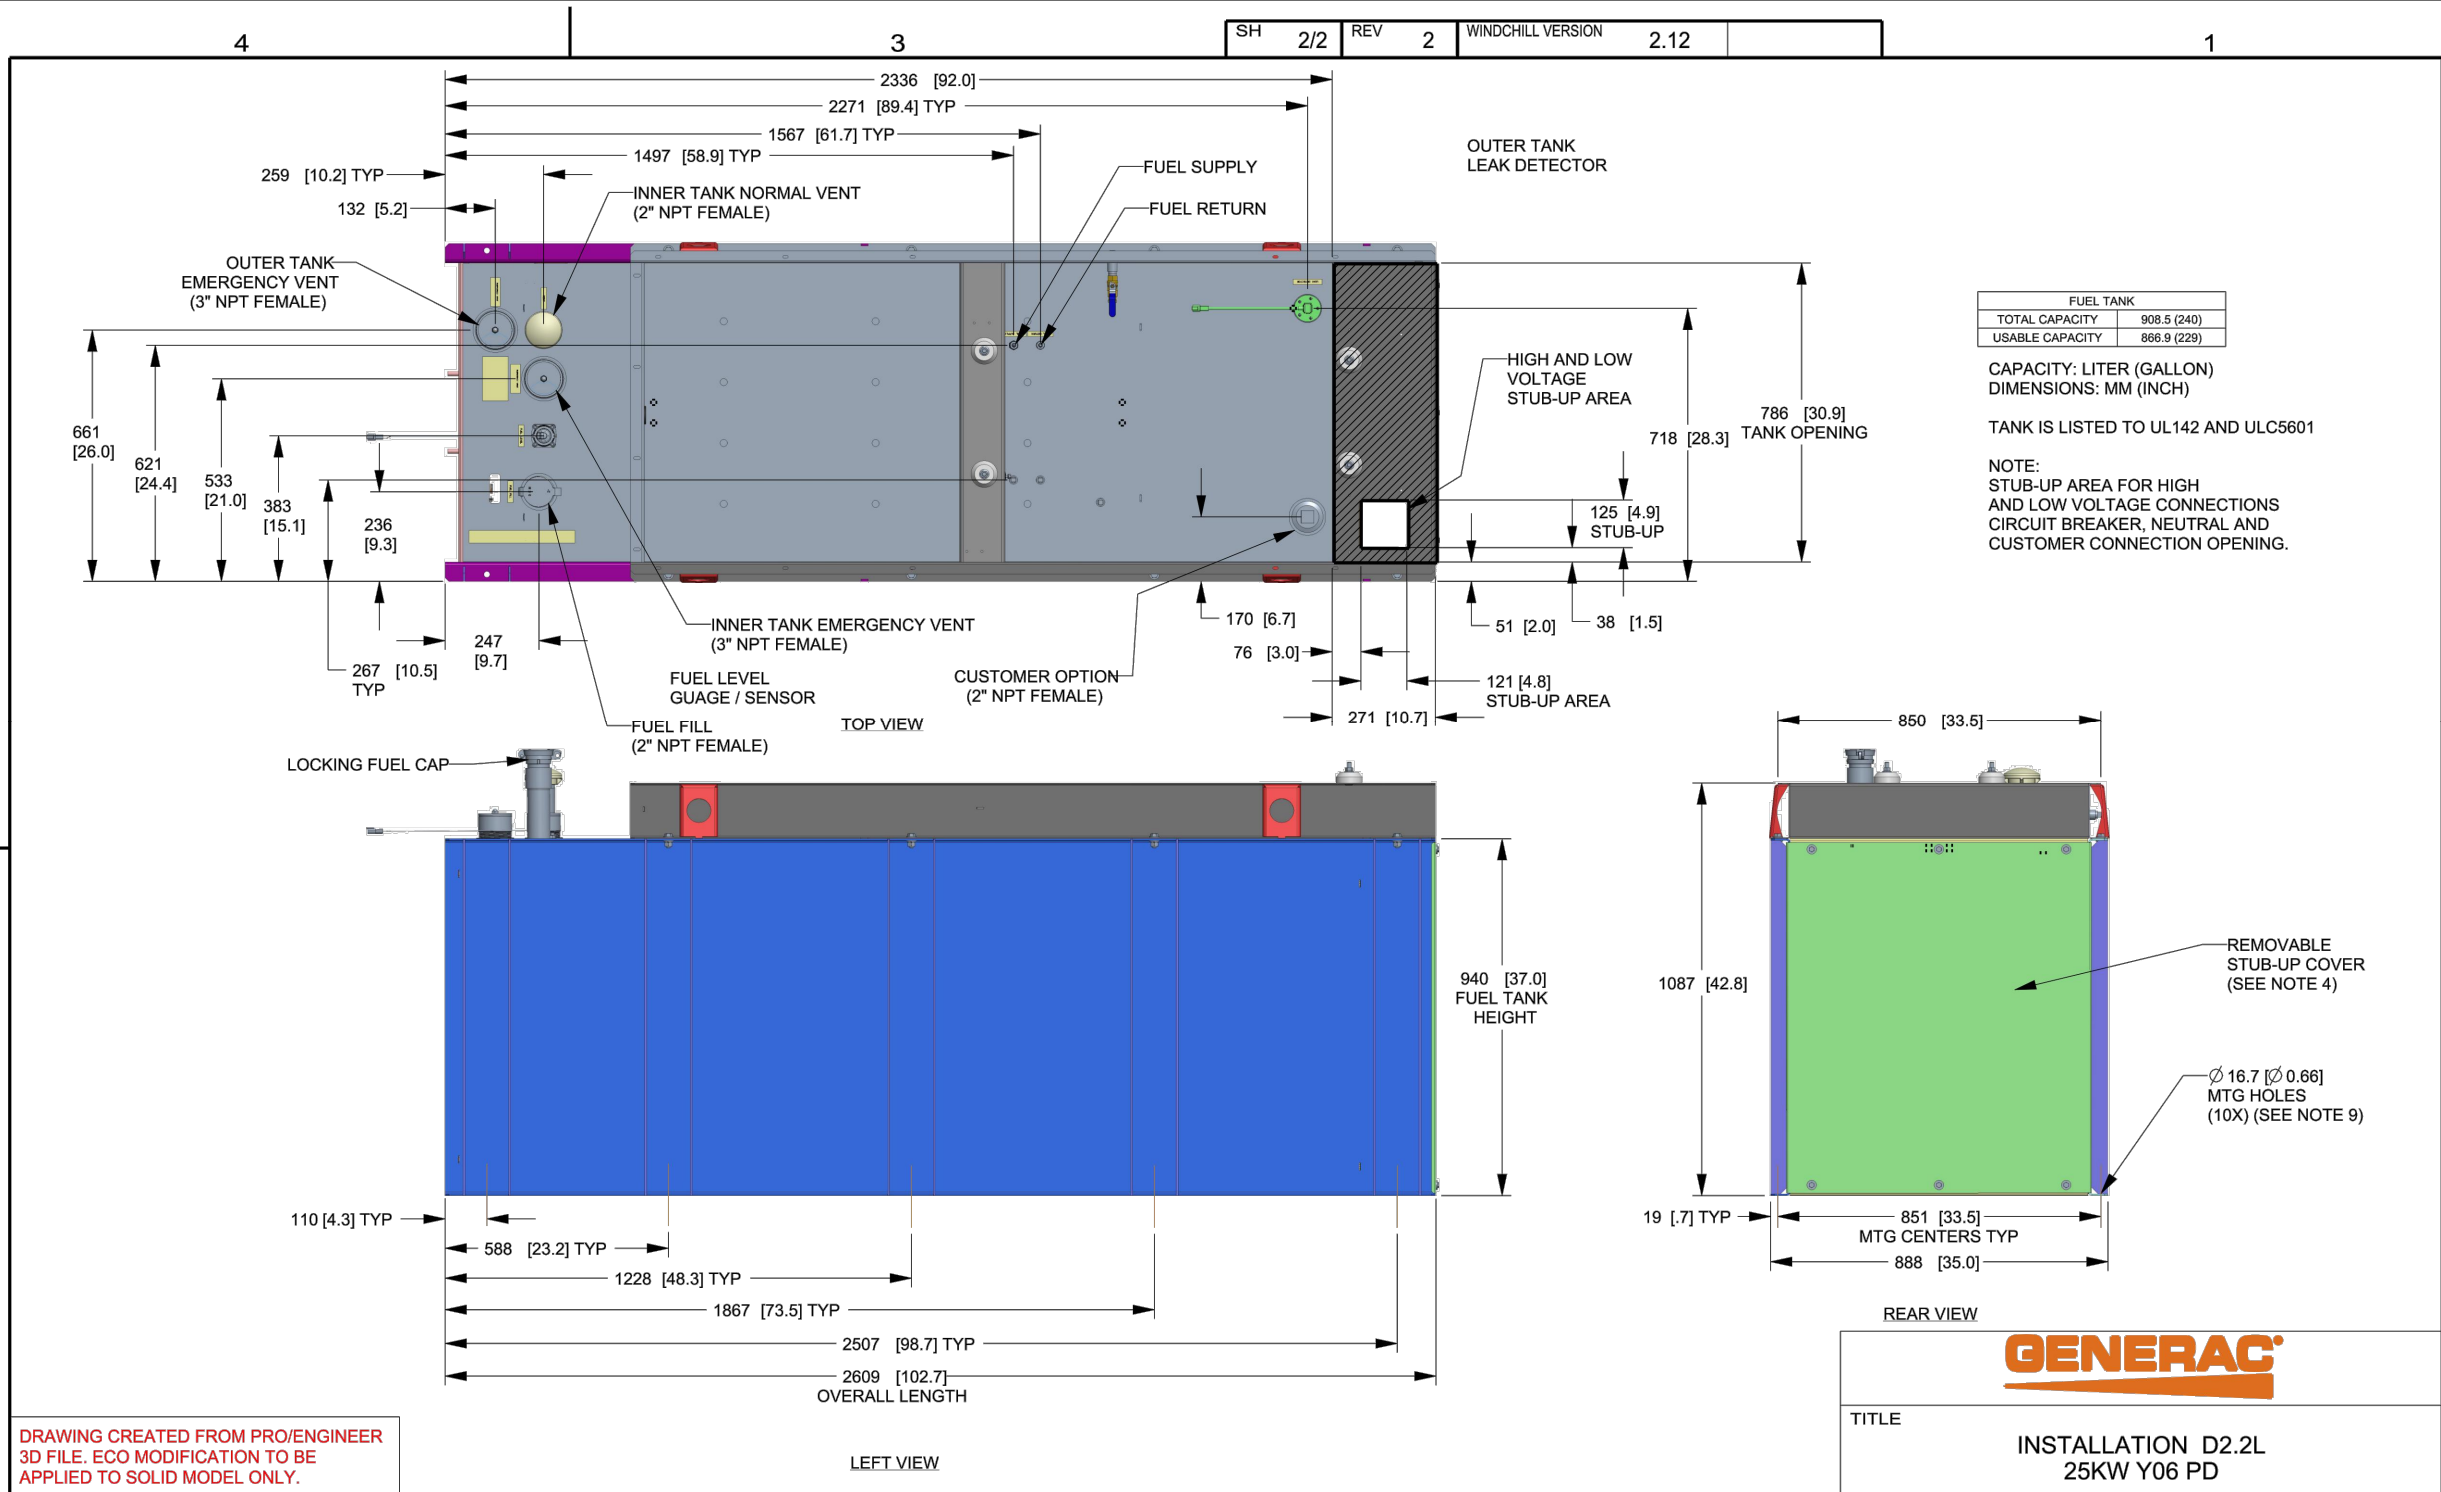 4
3
SH 2/2
REV 2
WINDCHILL VERSION 2.12
1
2336 [92.0]
2271 [89.4] TYP
1567 [61.7] TYP
1497 [58.9] TYP
259 [10.2] TYP
132 [5.2]
INNER TANK NORMAL VENT
(2" NPT FEMALE)
FUEL SUPPLY
FUEL RETURN
OUTER TANK
LEAK DETECTOR
OUTER TANK
EMERGENCY VENT
(3" NPT FEMALE)
661
[26.0]
621
[24.4]
533
[21.0]
383
[15.1]
236
[9.3]
267 [10.5]
TYP
247
[9.7]
HIGH AND LOW
VOLTAGE
STUB-UP AREA
125 [4.9]
STUB-UP
718 [28.3]
786 [30.9]
TANK OPENING
FUEL TANK
TOTAL CAPACITY 908.5 (240)
USABLE CAPACITY 866.9 (229)
CAPACITY: LITER (GALLON)
DIMENSIONS: MM (INCH)
TANK IS LISTED TO UL142 AND ULC5601
NOTE:
STUB-UP AREA FOR HIGH
AND LOW VOLTAGE CONNECTIONS
CIRCUIT BREAKER, NEUTRAL AND
CUSTOMER CONNECTION OPENING.
INNER TANK EMERGENCY VENT
(3" NPT FEMALE)
FUEL LEVEL
GUAGE / SENSOR
FUEL FILL
(2" NPT FEMALE)
CUSTOMER OPTION
(2" NPT FEMALE)
170 [6.7]
76 [3.0]
51 [2.0]
38 [1.5]
121 [4.8]
STUB-UP AREA
271 [10.7]
TOP VIEW
LOCKING FUEL CAP
850 [33.5]
940 [37.0]
FUEL TANK
HEIGHT
1087 [42.8]
REMOVABLE
STUB-UP COVER
(SEE NOTE 4)
Ø 16.7 [Ø 0.66]
MTG HOLES
(10X) (SEE NOTE 9)
110 [4.3] TYP
588 [23.2] TYP
1228 [48.3] TYP
1867 [73.5] TYP
2507 [98.7] TYP
2609 [102.7]
OVERALL LENGTH
19 [.7] TYP
851 [33.5]
MTG CENTERS TYP
888 [35.0]
REAR VIEW
LEFT VIEW
DRAWING CREATED FROM PRO/ENGINEER
3D FILE. ECO MODIFICATION TO BE
APPLIED TO SOLID MODEL ONLY.
GENERAC
TITLE
INSTALLATION D2.2L
25KW Y06 PD